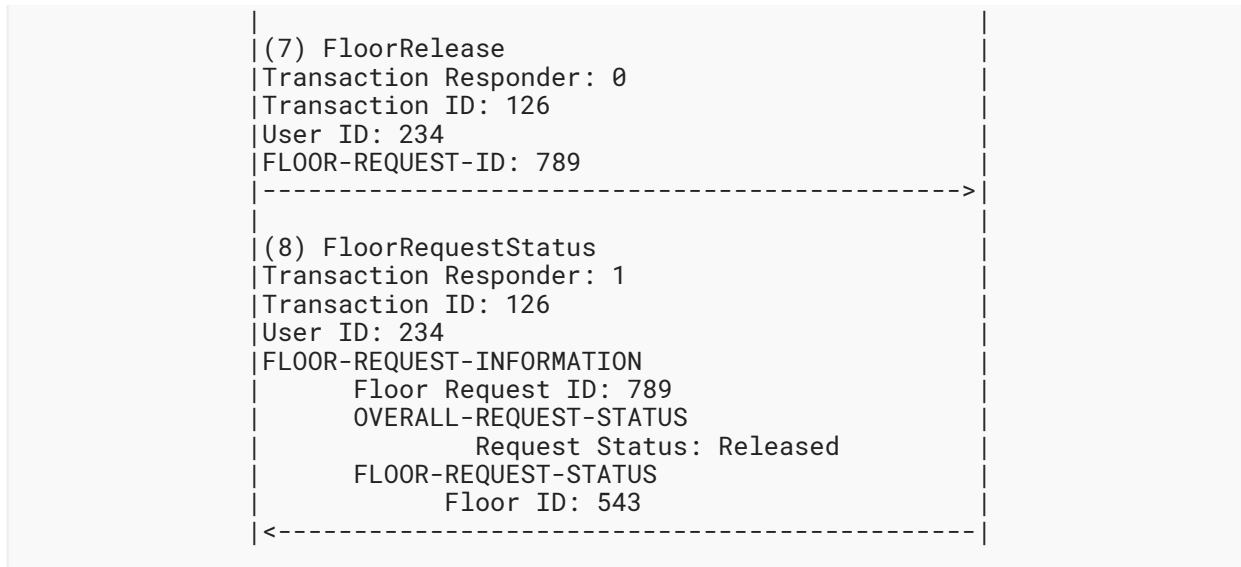 |                                              |
|(7) FloorRelease                              |
|Transaction Responder: 0                      |
|Transaction ID: 126                           |
|User ID: 234                                  |
|FLOOR-REQUEST-ID: 789                         |
|--------------------------------------------->|
|                                              |
|(8) FloorRequestStatus                        |
|Transaction Responder: 1                      |
|Transaction ID: 126                           |
|User ID: 234                                  |
|FLOOR-REQUEST-INFORMATION                     |
|      Floor Request ID: 789                   |
|      OVERALL-REQUEST-STATUS                  |
|              Request Status: Released        |
|      FLOOR-REQUEST-STATUS                    |
|            Floor ID: 543                     |
|<---------------------------------------------|